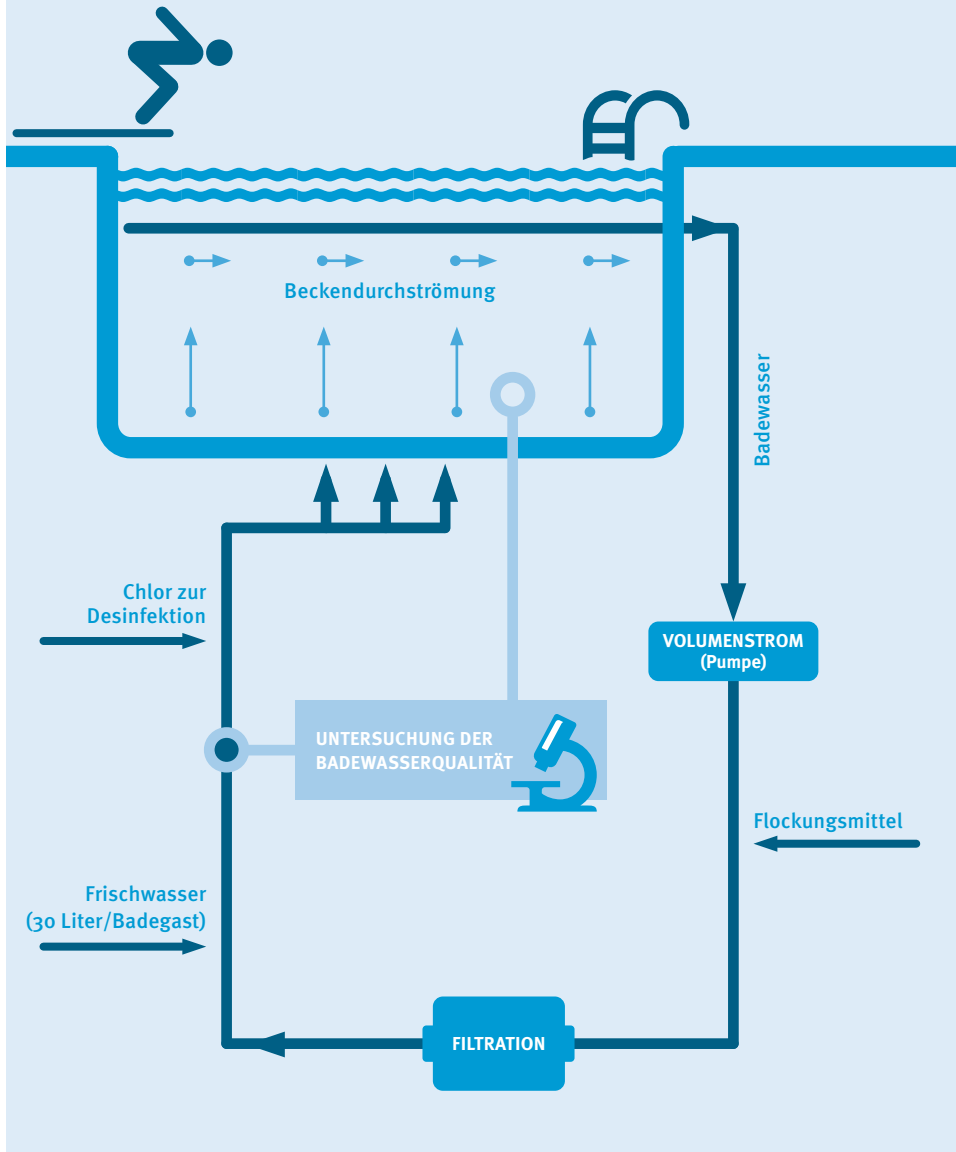 Beckendurchströmung
Badewasser
Chlor zur
Desinfektion
VOLUMENSTROM
(Pumpe)
UNTERSUCHUNG DER
BADEWASSERQUALITÄT
Flockungsmittel
Frischwasser
(30 Liter/Badegast)
FILTRATION